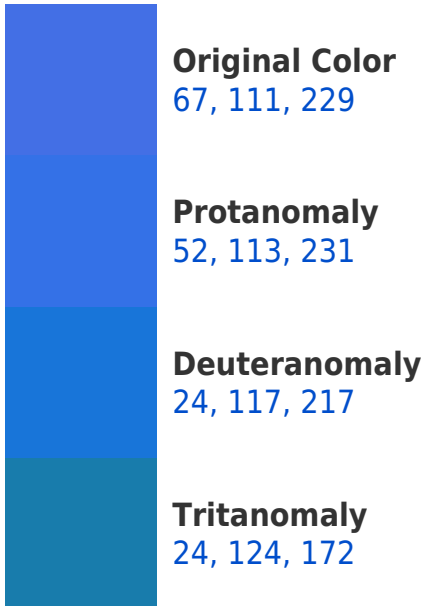 Original Color
67, 111, 229
Protanomaly
52, 113, 231
Deuteranomaly
24, 117, 217
Tritanomaly
24, 124, 172